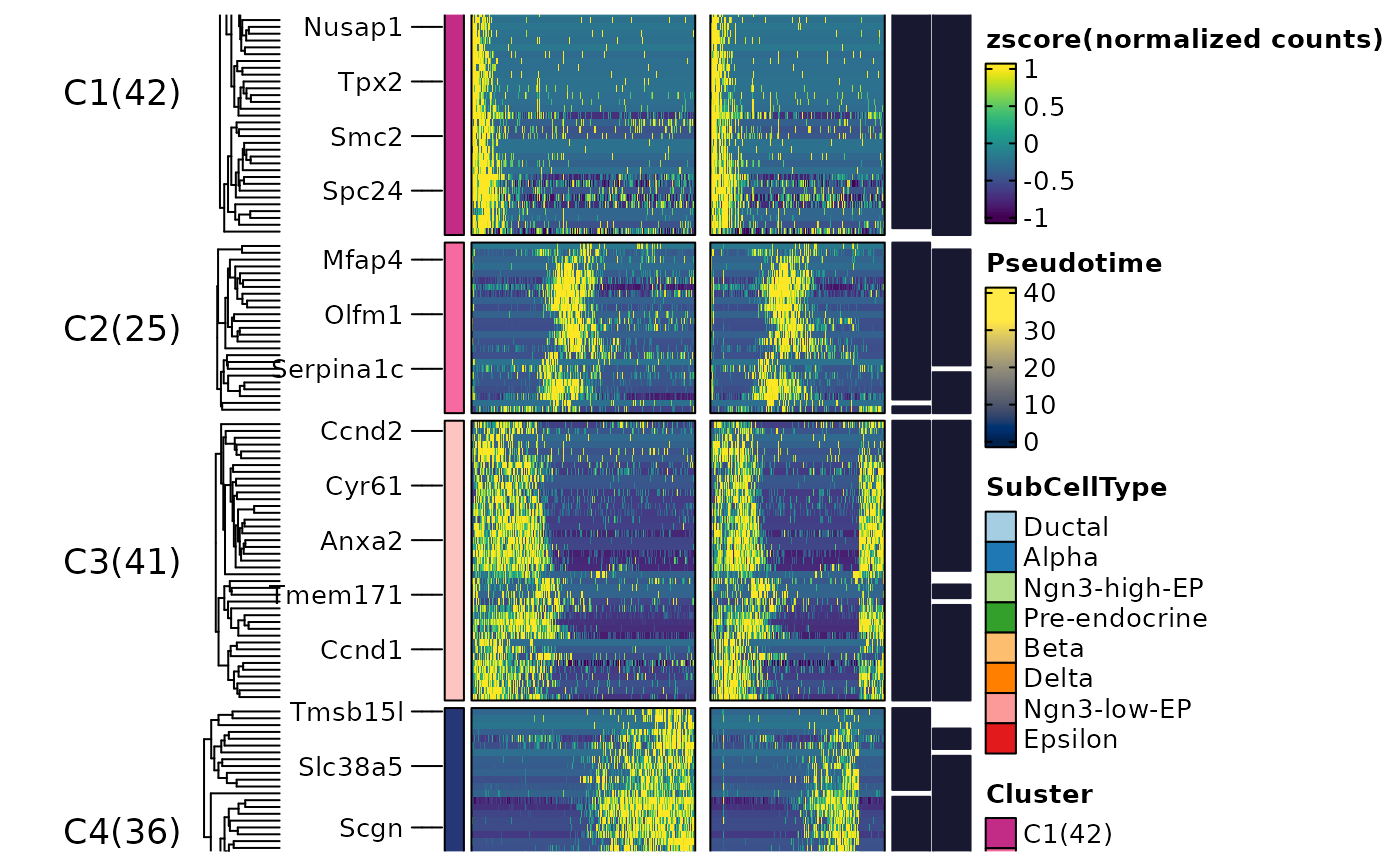 C1(42)
Nusap1
Tpx2
Smc2
Spc24
C2(25)
Mfap4
Olfm1
Serpina1c
C3(41)
Ccnd2
Cyr61
Anxa2
Tmem171
Ccnd1
C4(36)
Tmsb15l
Slc38a5
Scgn
zscore(normalized counts)
1
0.5
0
-0.5
-1
Pseudotime
40
30
20
10
0
SubCellType
Ductal
Alpha
Ngn3-high-EP
Pre-endocrine
Beta
Delta
Ngn3-low-EP
Epsilon
Cluster
C1(42)